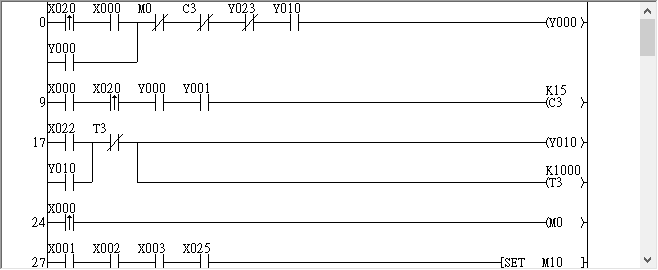 X020 X000 M0 C3 Y023 Y010
0 (Y000 )
Y000
X000 X020 Y000 Y001 K15
9 (C3 )
X022 T3
17 (Y010 )
Y010 K1000
(T3 )
X000
24 (M0 )
X001 X002 X003 X025
27 [SET M10 ]